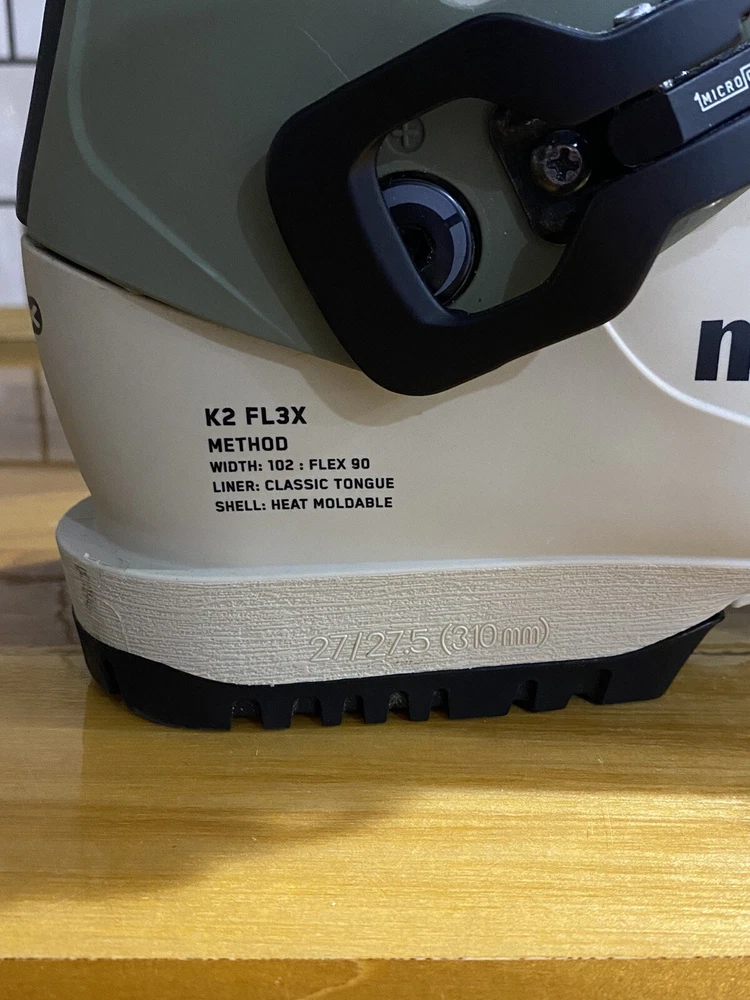 MICRO
K2 FL3X
METHOD
WIDTH: 102 : FLEX 90
LINER: CLASSIC TONGUE
SHELL: HEAT MOLDABLE
27/27.5 (310mm)